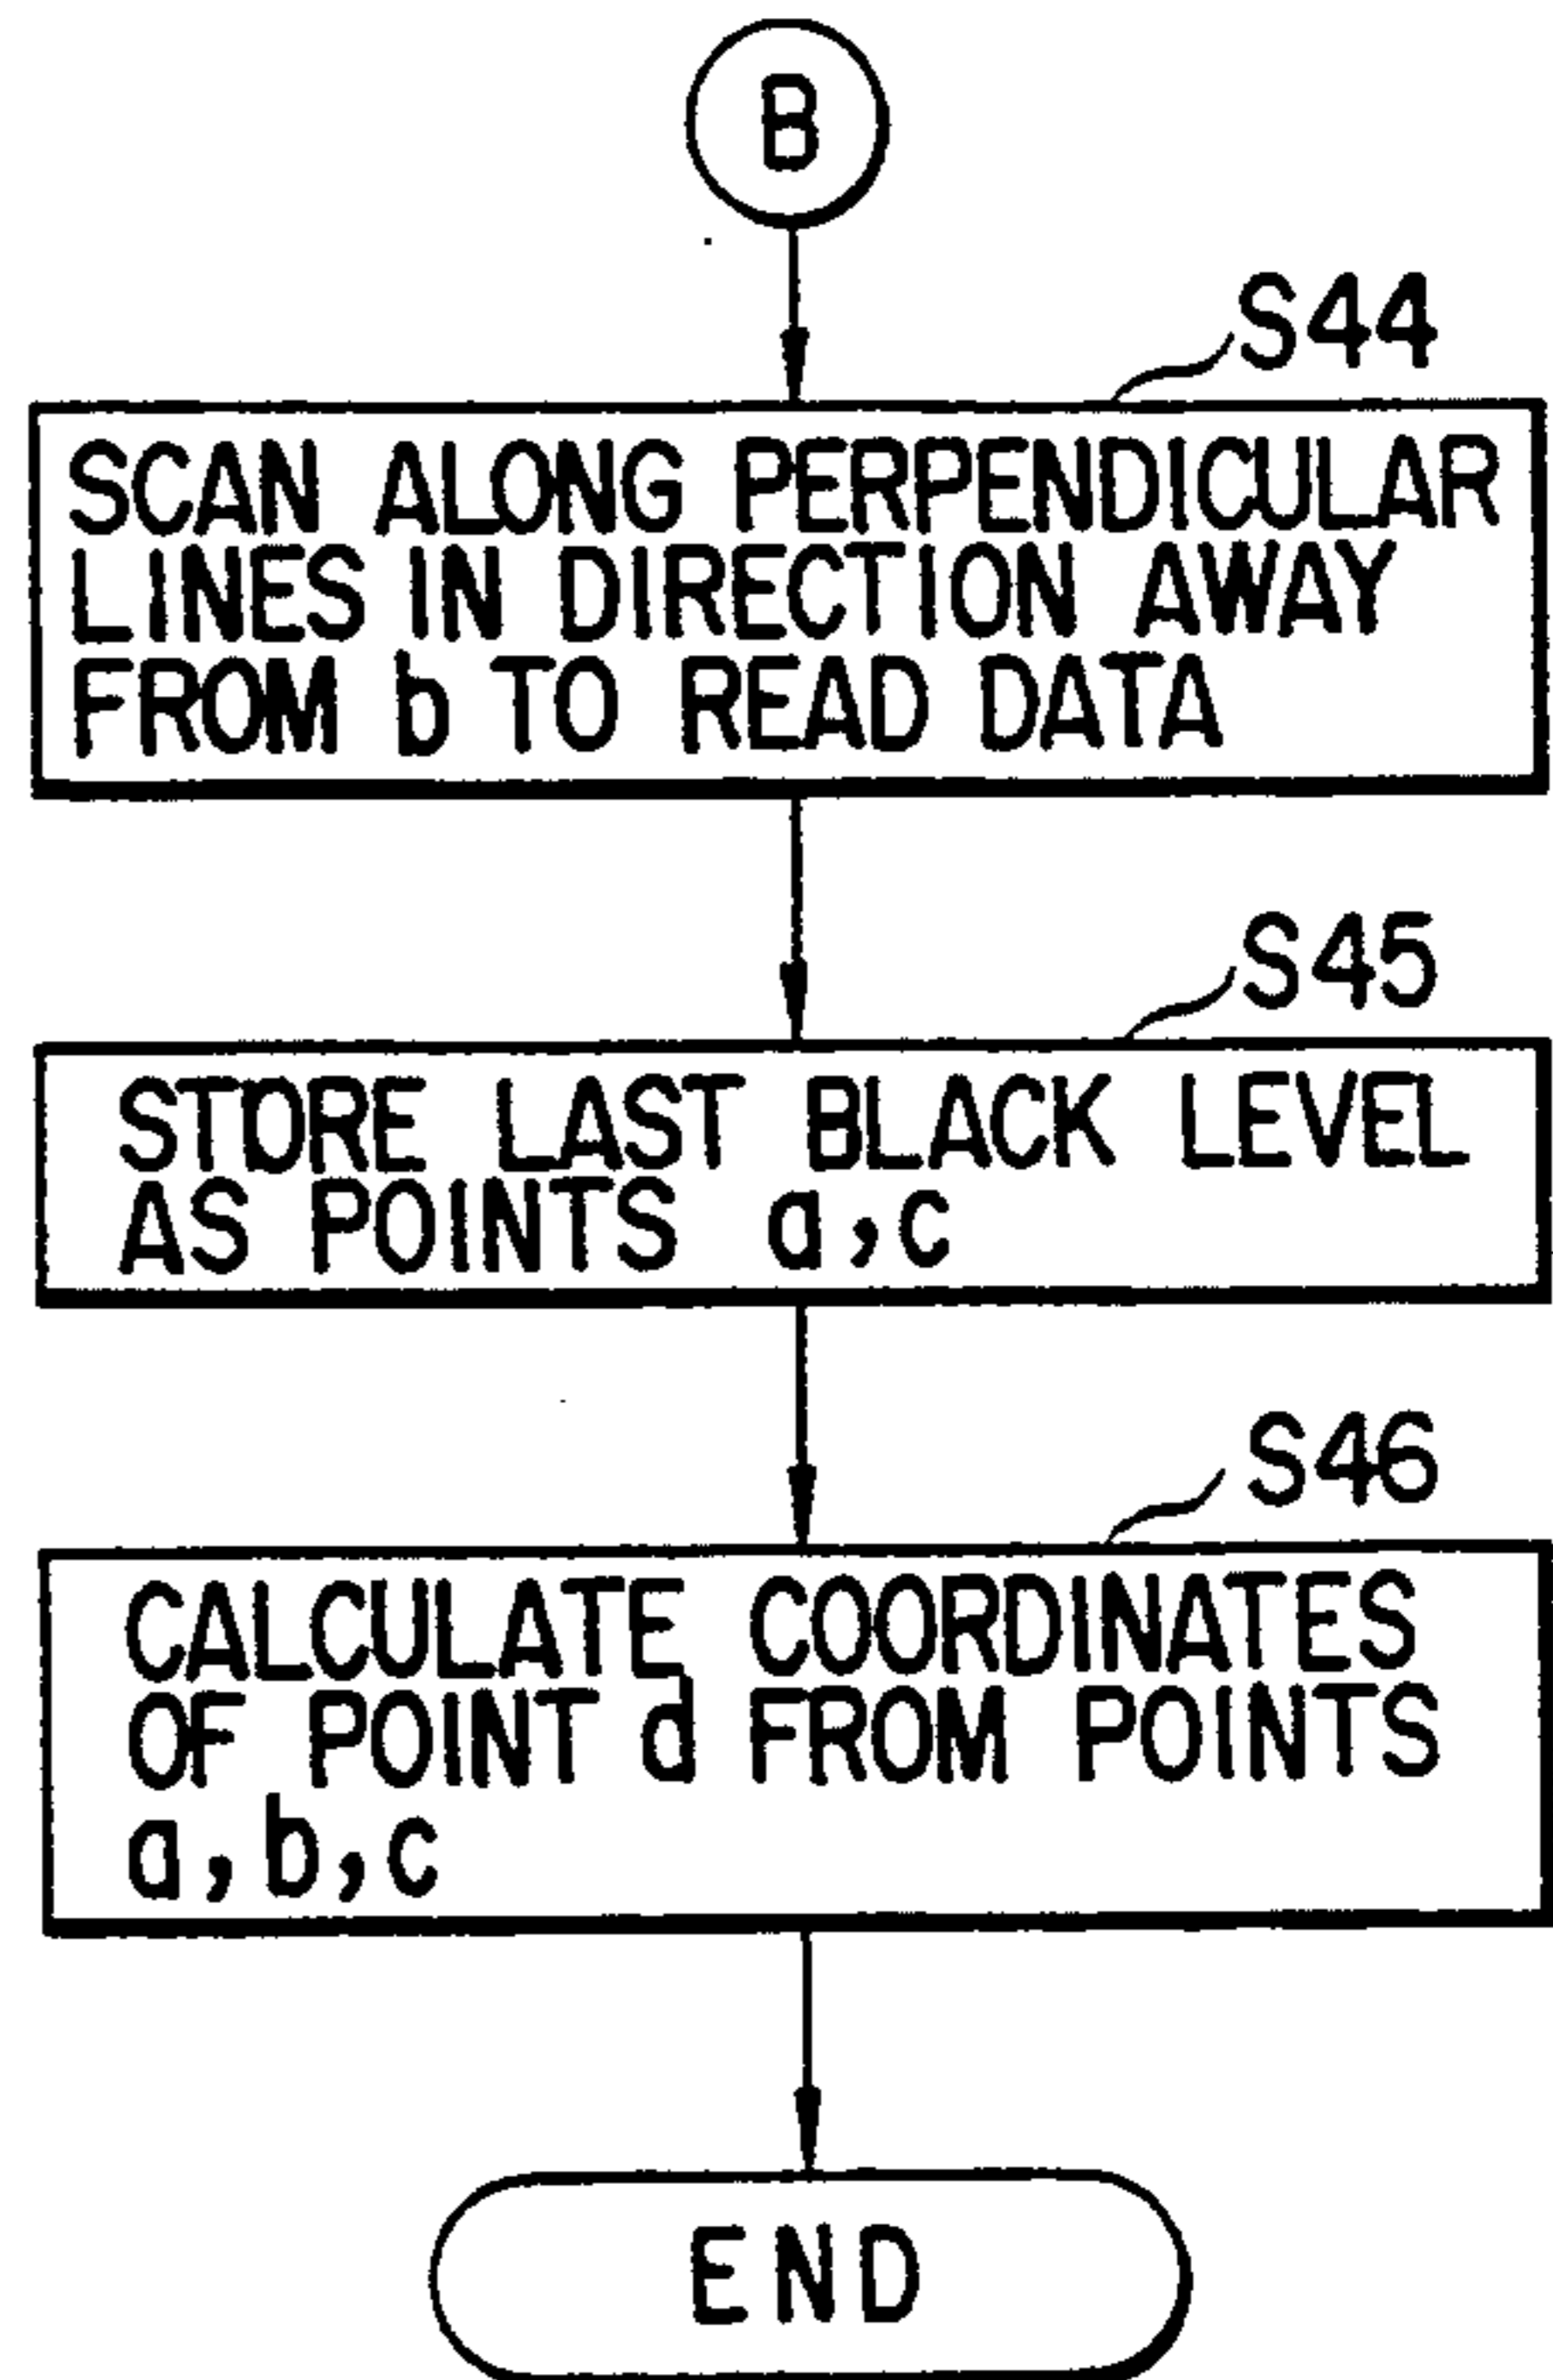 B
S44
SCAN ALONG PERPENDICULAR
LINES IN DIRECTION AWAY
FROM b TO READ DATA
S45
STORE LAST BLACK LEVEL
AS POINTS a,c
S46
CALCULATE COORDINATES
OF POINT d FROM POINTS
a,b,c
END